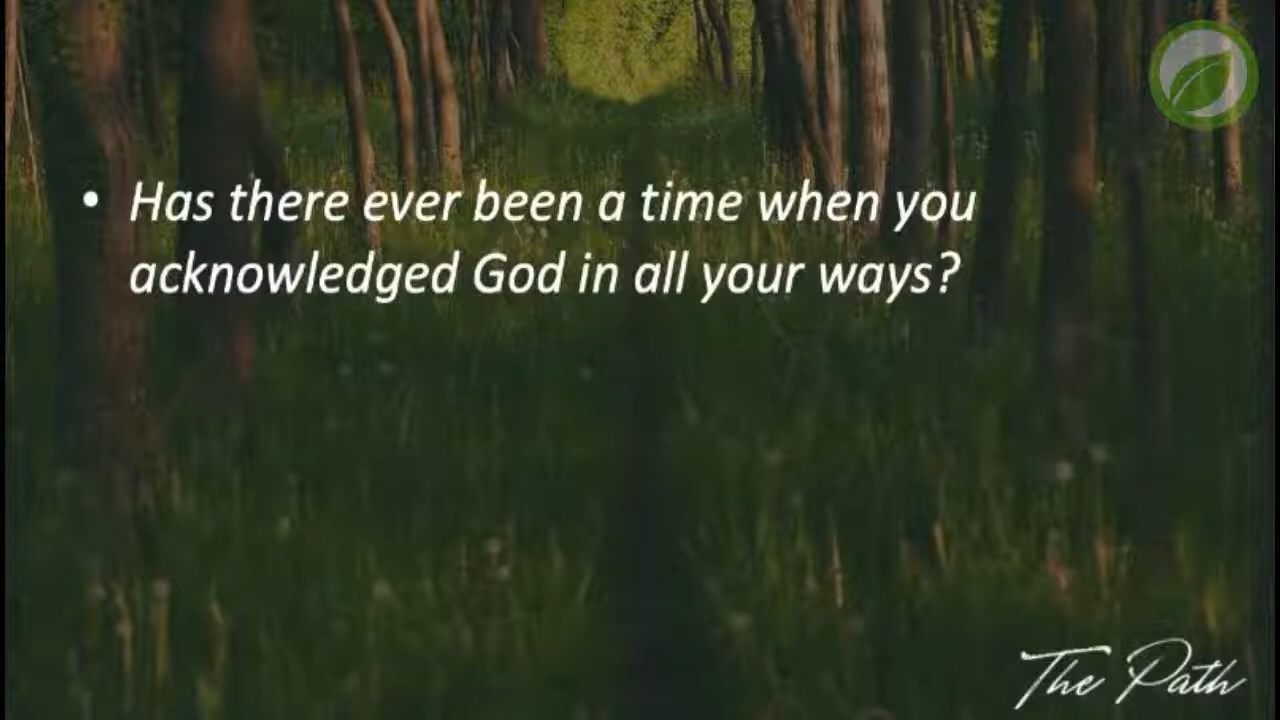 • Has there ever been a time when you
acknowledged God in all your ways?
The Path